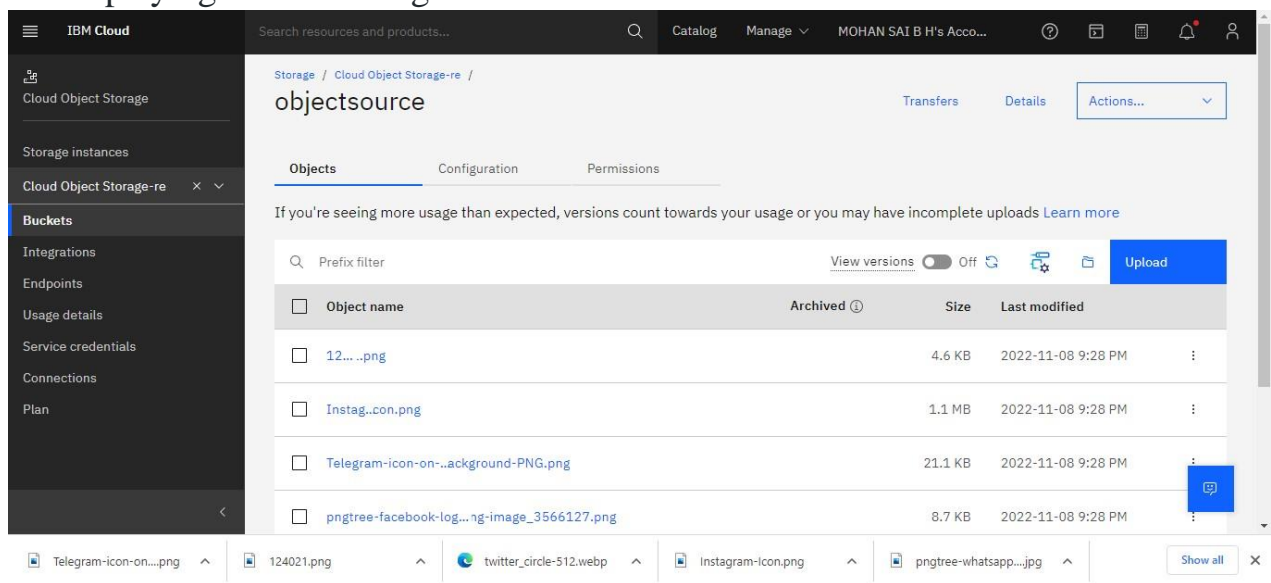 IBM Cloud
Search resources and products...
Catalog
Manage
MOHAN SAI B H's Acco...
Cloud Object Storage
Storage instances
Cloud Object Storage-re
Buckets
Integrations
Endpoints
Usage details
Service credentials
Connections
Plan
Storage / Cloud Object Storage-re /
objectsource
Transfers
Details
Actions...
Objects
Configuration
Permissions
If you're seeing more usage than expected, versions count towards your usage or you may have incomplete uploads Learn more
Prefix filter
View versions
Off
Upload
Object name Archived Size Last modified
12... ..png 4.6 KB 2022-11-08 9:28 PM
Instag..con.png 1.1 MB 2022-11-08 9:28 PM
Telegram-icon-on-..ackground-PNG.png 21.1 KB 2022-11-08 9:28 PM
pngtree-facebook-log...ng-image_3566127.png 8.7 KB 2022-11-08 9:28 PM
Telegram-icon-on....png
124021.png
twitter_circle-512.webp
Instagram-Icon.png
pngtree-whatsapp....jpg
Show all